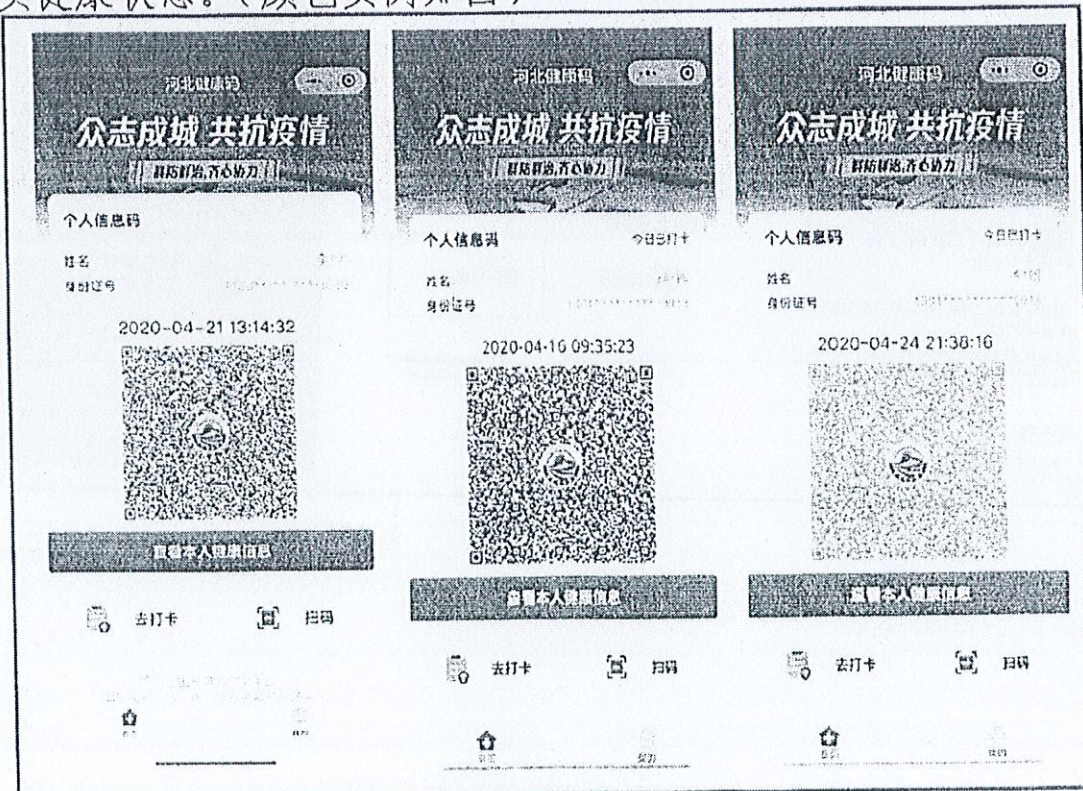 实健康状态。（颜色实例如图）
河北健康码
众志成城 共抗疫情
群防群治,齐心协力
个人信息码
姓名
身份证号
2020-04-21 13:14:32
查看本人健康信息
去打卡
扫码
河北健康码
众志成城 共抗疫情
群防群治,齐心协力
个人信息码
今日已打卡
姓名
身份证号
2020-04-16 09:35:23
查看本人健康信息
去打卡
扫码
首页
河北健康码
众志成城 共抗疫情
群防群治,齐心协力
个人信息码
今日已打卡
姓名
身份证号
2020-04-24 21:38:16
查看本人健康信息
去打卡
扫码
首页
我的